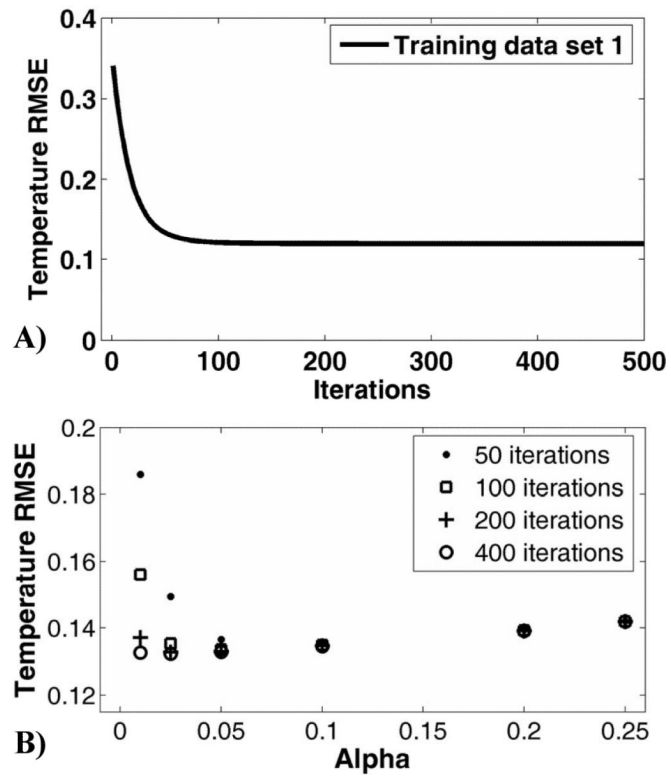 0.4
Training data set 1
0.3
0.2
0.1
0
Temperature RMSE
A)
0 100 200 300 400 500
Iterations
0.2
50 iterations
100 iterations
200 iterations
400 iterations
0.18
0.16
0.14
0.12
Temperature RMSE
B)
0 0.05 0.1 0.15 0.2 0.25
Alpha